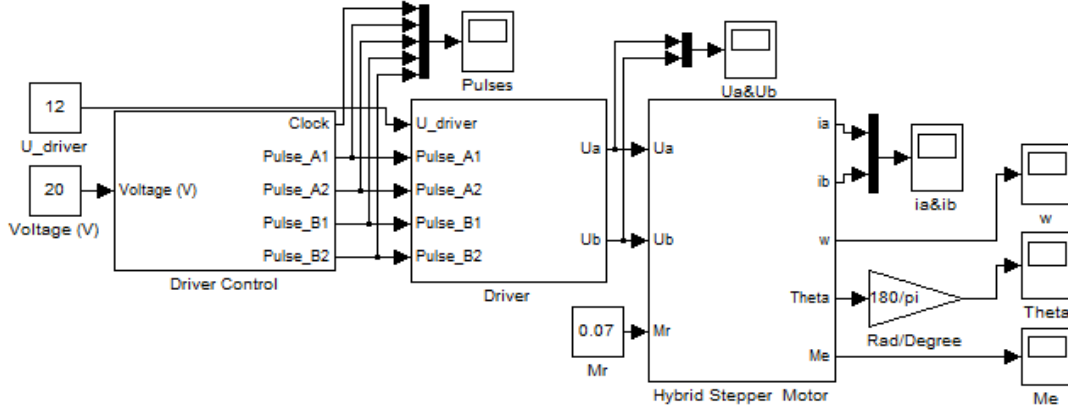 Pulses
Ua&Ub
12
U_driver
20
Voltage (V)
Voltage (V)
Clock
Pulse_A1
Pulse_A2
Pulse_B1
Pulse_B2
Driver Control
U_driver
Pulse_A1
Pulse_A2
Pulse_B1
Pulse_B2
Ua
Ub
Driver
0.07
Mr
Ua
Ub
Mr
ia
ib
w
Theta
Me
Hybrid Stepper Motor
ia&ib
180/pi
Rad/Degree
w
Theta
Me